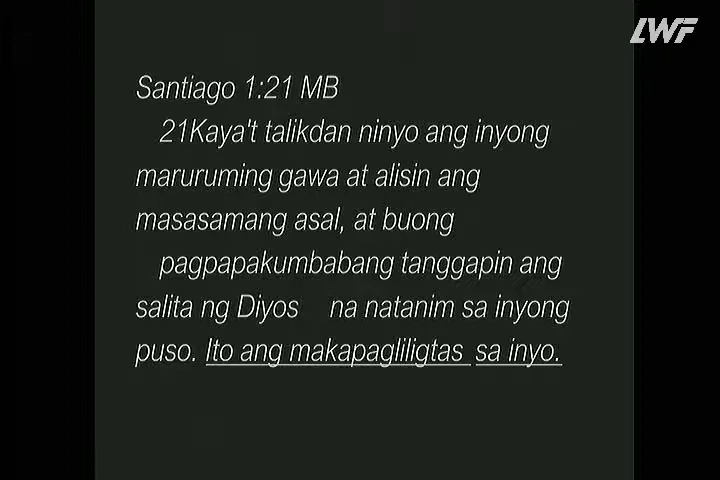 LWF
Santiago 1:21 MB
21Kaya't talikdan ninyo ang inyong
maruruming gawa at alisin ang
masasamang asal, at buong
pagpapakumbabang tanggapin ang
salita ng Diyos na natanim sa inyong
puso. Ito ang makapagliligtas sa inyo.